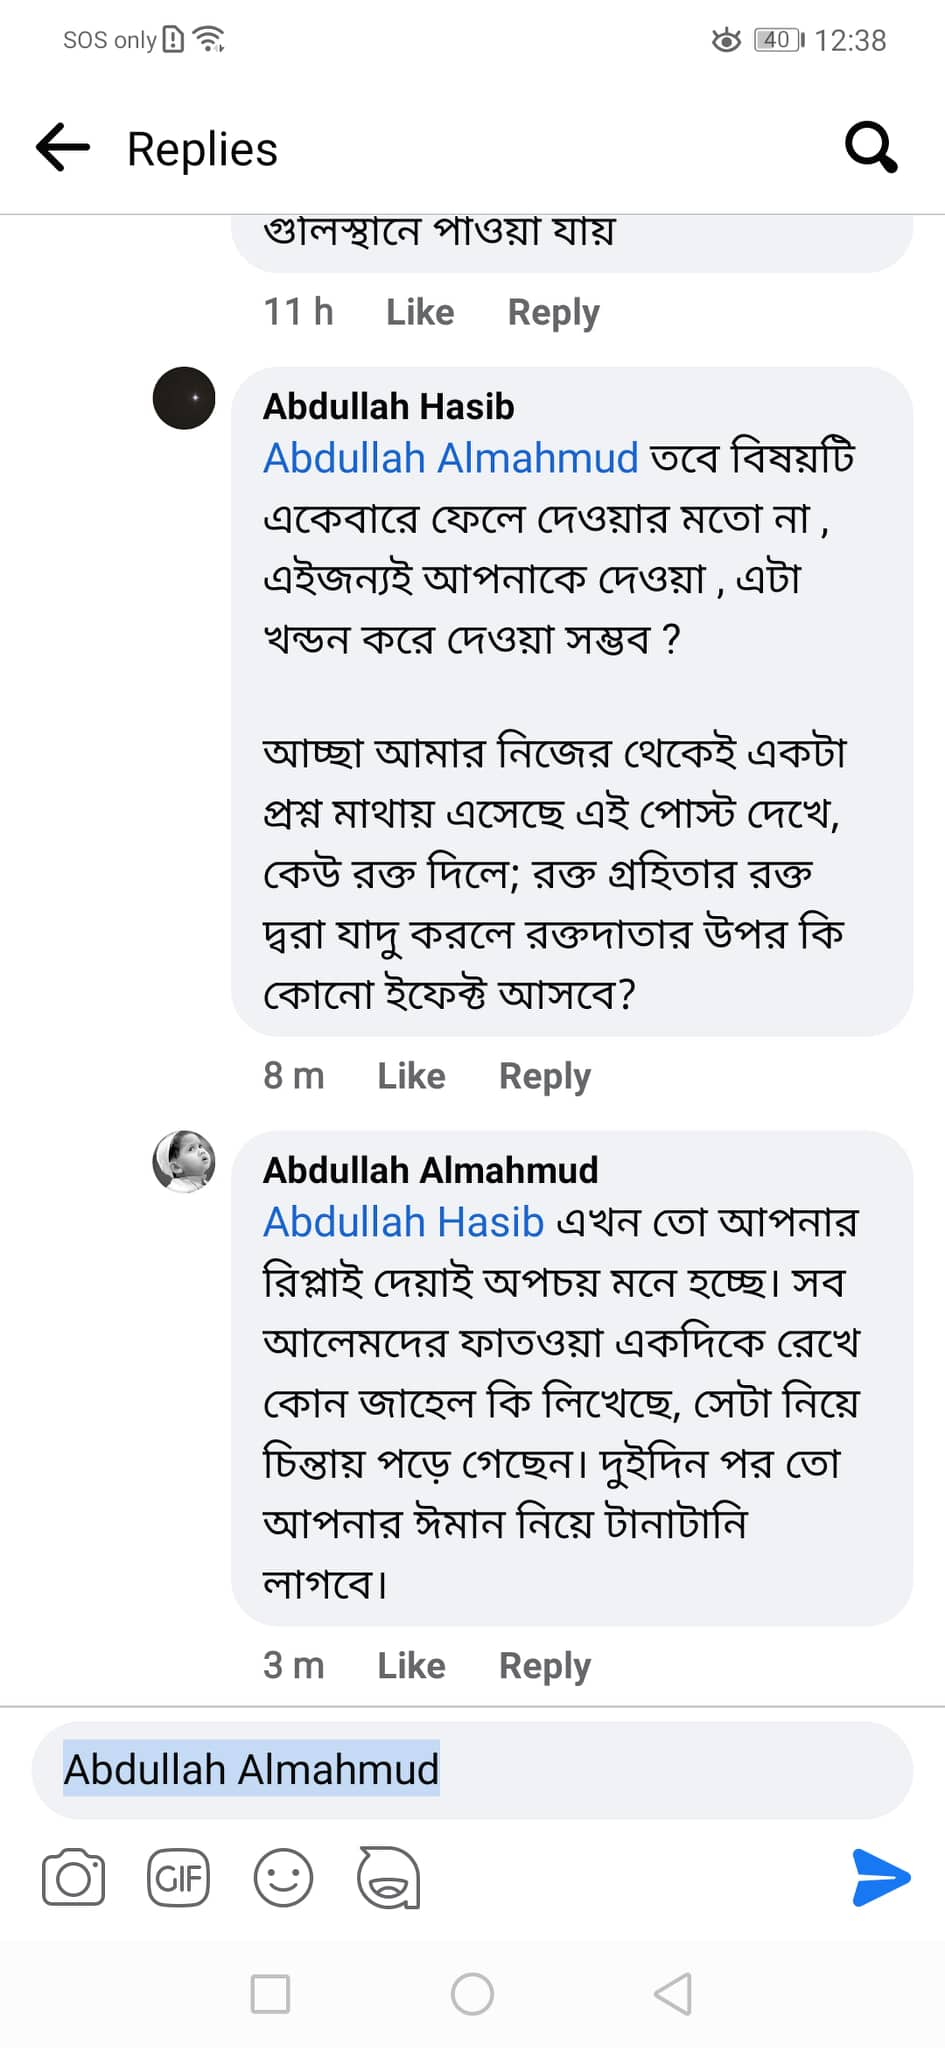 SOS only
40 12:38
Replies
গুলিস্থানে পাওয়া যায়
11 h Like Reply
Abdullah Hasib
Abdullah Almahmud তবে বিষয়টি
একেবারে ফেলে দেওয়ার মতো না ,
এইজন্যই আপনাকে দেওয়া , এটা
খন্ডন করে দেওয়া সম্ভব ?
আচ্ছা আমার নিজের থেকেই একটা
প্রশ্ন মাথায় এসেছে এই পোস্ট দেখে,
কেউ রক্ত দিলে; রক্ত গ্রহিতার রক্ত
দ্বরা যাদু করলে রক্তদাতার উপর কি
কোনো ইফেক্ট আসবে?
8 m Like Reply
Abdullah Almahmud
Abdullah Hasib এখন তো আপনার
রিপ্লাই দেয়াই অপচয় মনে হচ্ছে। সব
আলেমদের ফাতওয়া একদিকে রেখে
কোন জাহেল কি লিখেছে, সেটা নিয়ে
চিন্তায় পড়ে গেছেন। দুইদিন পর তো
আপনার ঈমান নিয়ে টানাটানি
লাগবে।
3 m Like Reply
Abdullah Almahmud
GIF